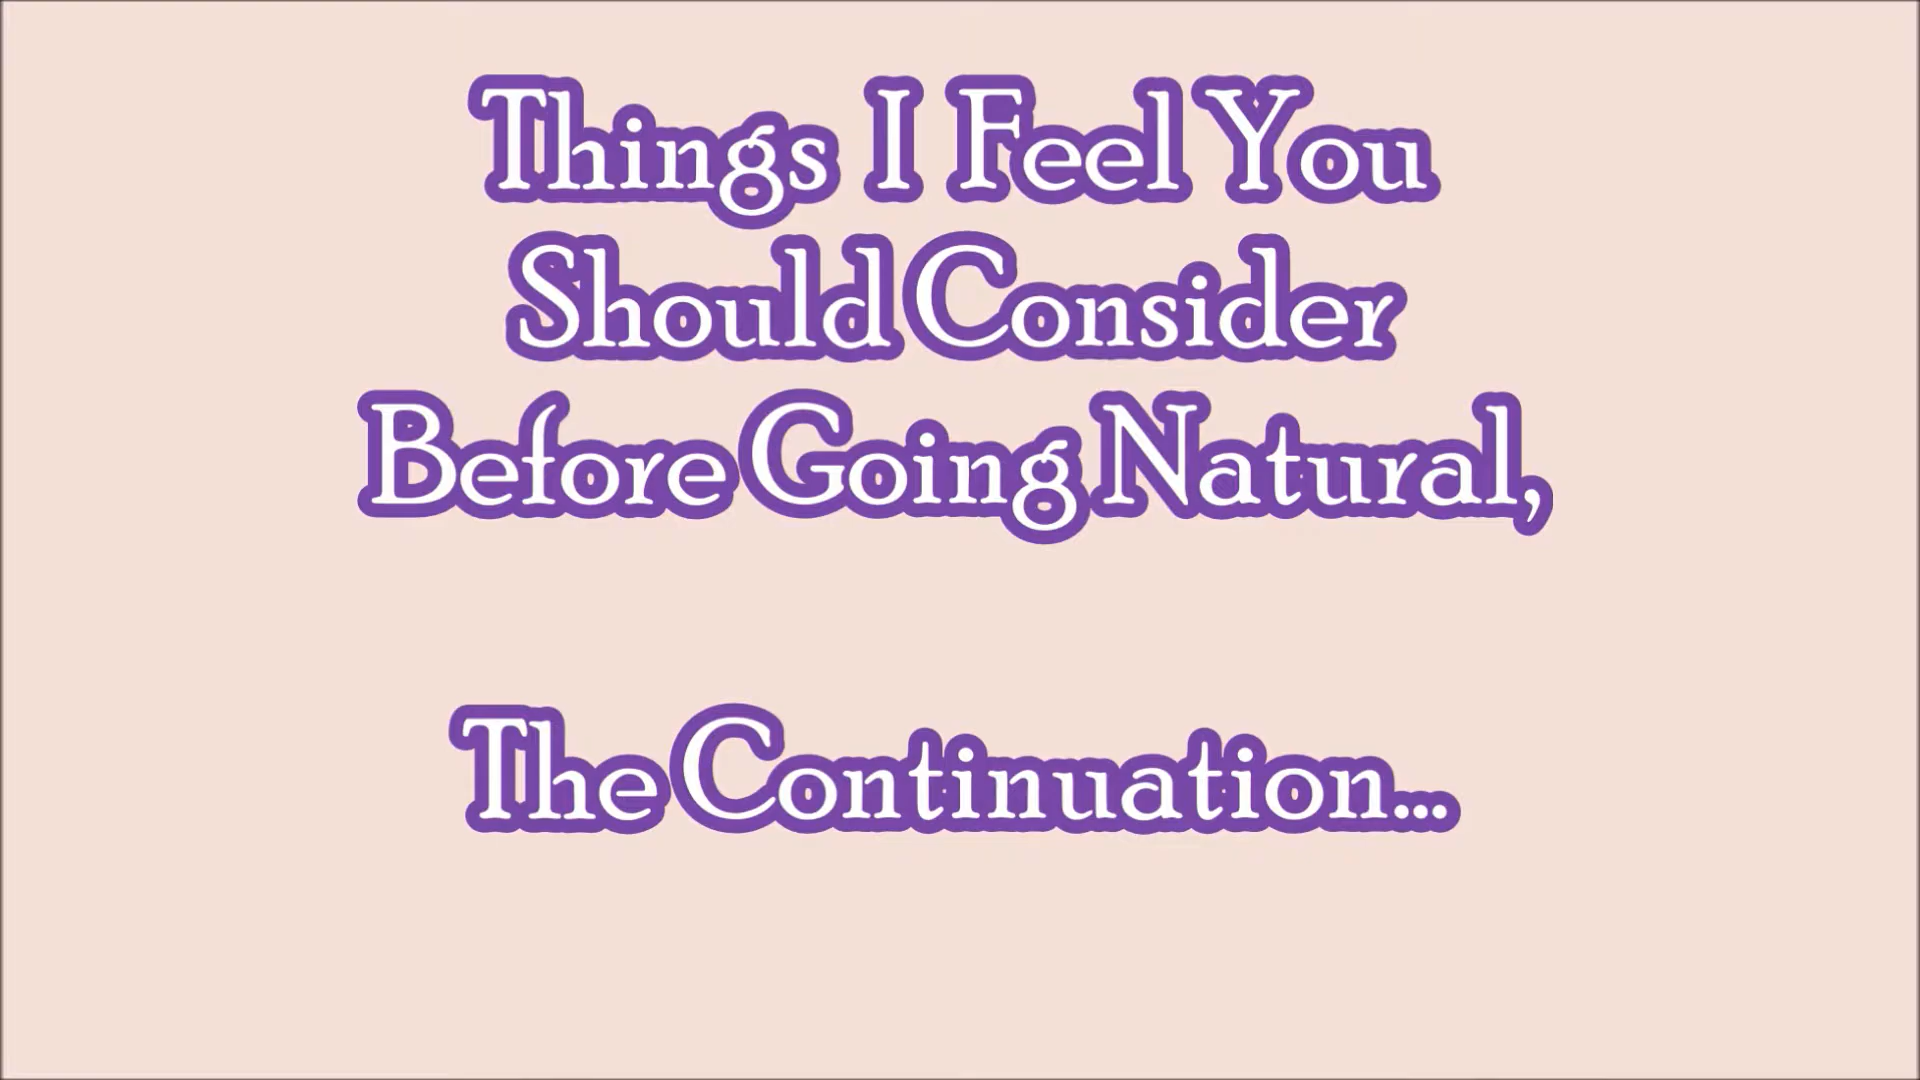 Things I Feel You
Should Consider
Before Going Natural,
The Continuation...